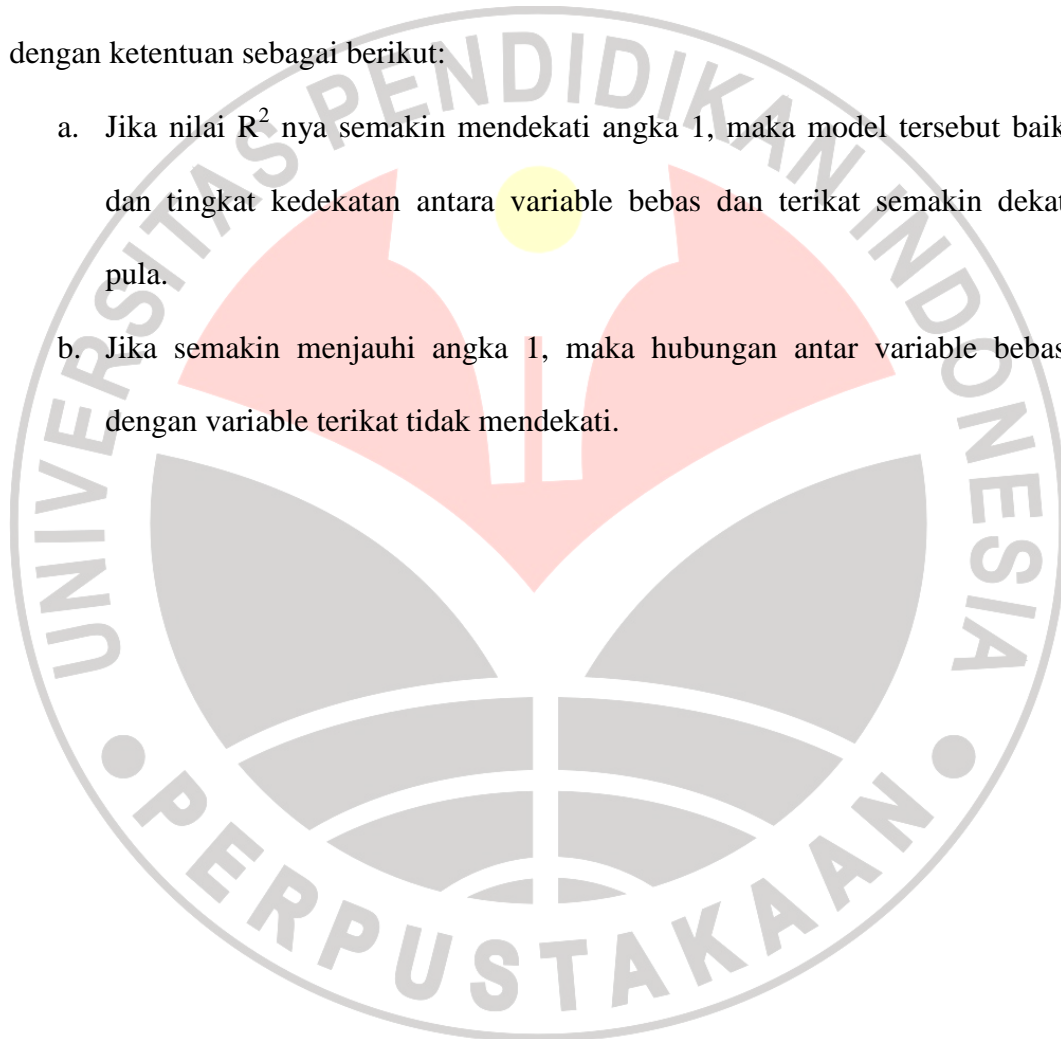 dengan ketentuan sebagai berikut:
a. Jika nilai R² nya semakin mendekati angka 1, maka model tersebut baik
dan tingkat kedekatan antara variable bebas dan terikat semakin dekat
pula.
b. Jika semakin menjauhi angka 1, maka hubungan antar variable bebas
dengan variable terikat tidak mendekati.
UNIVERSITAS PENDIDIKAN INDONESIA
PERPUSTAKAAN